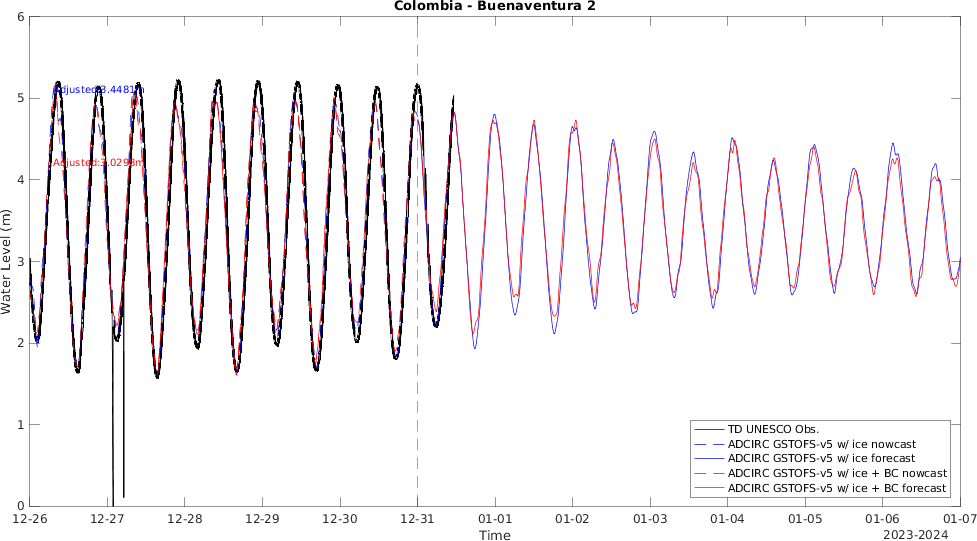 Colombia - Buenaventura 2
6
5
4
3
2
1
0
Water Level (m)
Adjusted:3.4481m
Adjusted:3.0293m
TD UNESCO Obs.
ADCIRC GSTOFS-v5 w/ ice nowcast
ADCIRC GSTOFS-v5 w/ ice forecast
ADCIRC GSTOFS-v5 w/ ice + BC nowcast
ADCIRC GSTOFS-v5 w/ ice + BC forecast
12-26 12-27 12-28 12-29 12-30 12-31 01-01 01-02 01-03 01-04 01-05 01-06 01-07
Time
2023-2024